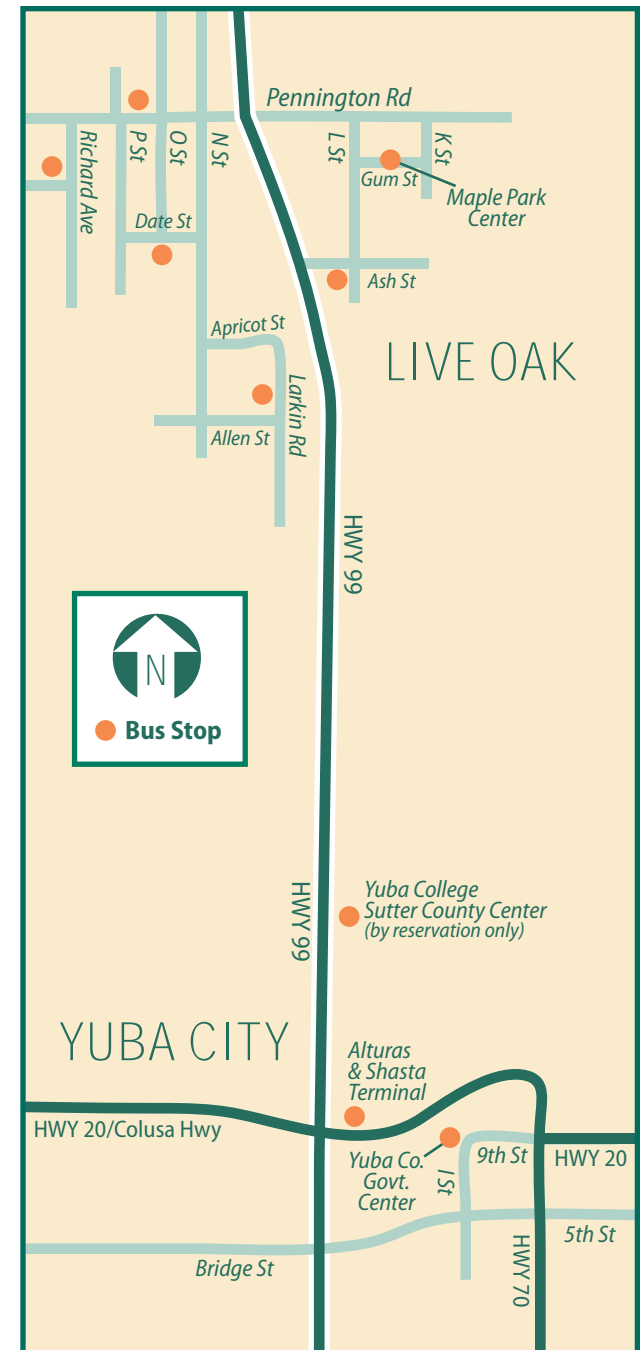 Pennington Rd
Richard Ave
P St
O St
N St
L St
K St
Gum St
Maple Park
Center
Date St
Ash St
Apricot St
LIVE OAK
Larkin Rd
Allen St
HWY 99
N
Bus Stop
HWY 99
Yuba College
Sutter County Center
(by reservation only)
YUBA CITY
Alturas
& Shasta
Terminal
HWY 20/Colusa Hwy
Yuba Co.
Govt.
Center
I St
9th St
HWY 20
5th St
HWY 70
Bridge St